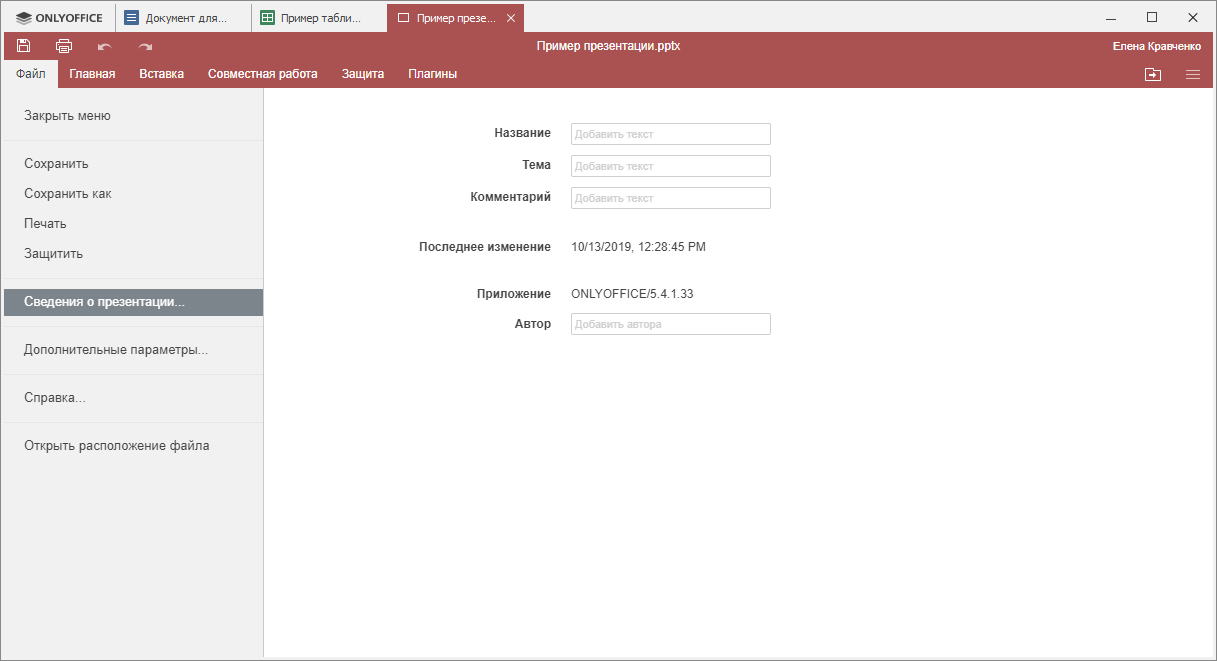 ONLYOFFICE
Документ для...
Пример табли...
Пример презе...
Пример презентации.pptx
Елена Кравченко
Файл
Главная
Вставка
Совместная работа
Защита
Плагины
Закрыть меню
Сохранить
Сохранить как
Печать
Защитить
Сведения о презентации...
Дополнительные параметры...
Справка...
Открыть расположение файла
Название
Добавить текст
Тема
Добавить текст
Комментарий
Добавить текст
Последнее изменение
10/13/2019, 12:28:45 PM
Приложение
ONLYOFFICE/5.4.1.33
Автор
Добавить автора